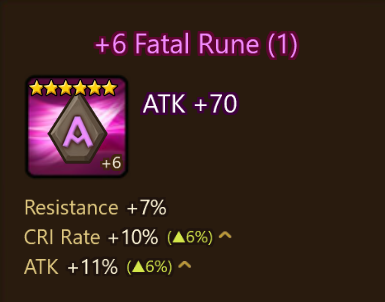 +6 Fatal Rune (1)
ATK +70
+6
Resistance +7%
CRI Rate +10% (▲6%)
ATK +11% (▲6%)